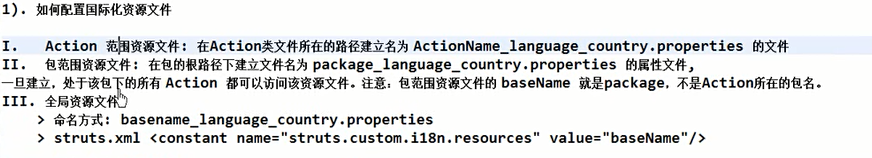 1). 如何配置国际化资源文件
I. Action 范围资源文件: 在Action类文件所在的路径建立名为 ActionName_language_country.properties 的文件
II. 包范围资源文件: 在包的根路径下建立文件名为 package_language_country.properties 的属性文件,
一旦建立，处于该包下的所有 Action 都可以访问该资源文件。注意：包范围资源文件的 baseName 就是package，不是Action所在的包名。
III. 全局资源文件
> 命名方式: basename_language_country.properties
> struts.xml <constant name="struts.custom.i18n.resources" value="baseName"/>